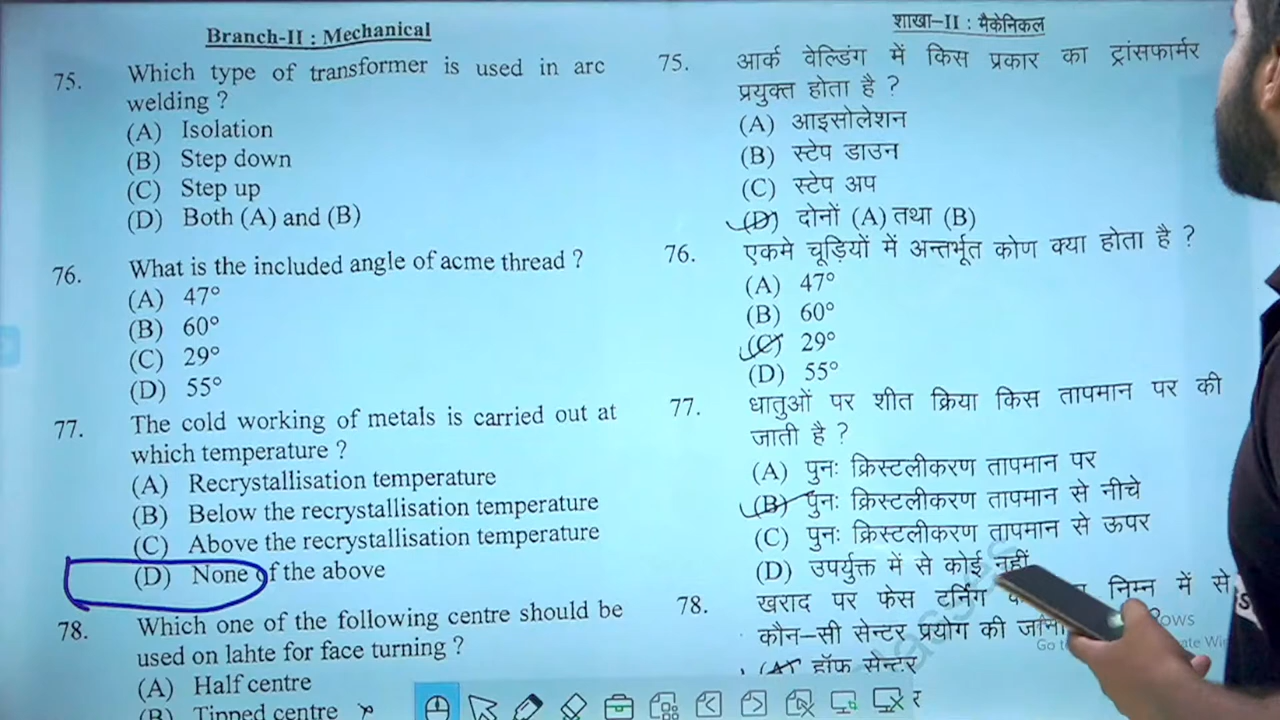 Branch-II : Mechanical
75. Which type of transformer is used in arc
welding ?
(A) Isolation
(B) Step down
(C) Step up
(D) Both (A) and (B)
76. What is the included angle of acme thread ?
(A) 47°
(B) 60°
(C) 29°
(D) 55°
77. The cold working of metals is carried out at
which temperature ?
(A) Recrystallisation temperature
(B) Below the recrystallisation temperature
(C) Above the recrystallisation temperature
(D) None of the above
78. Which one of the following centre should be
used on lahte for face turning ?
(A) Half centre
(B) Tipped centre
शाखा-II : मैकेनिकल
75. आर्क वेल्डिंग में किस प्रकार का ट्रांसफार्मर
प्रयुक्त होता है ?
(A) आइसोलेशन
(B) स्टेप डाउन
(C) स्टेप अप
(D) दोनों (A) तथा (B)
76. एकमे चूड़ियों में अन्तर्भूत कोण क्या होता है ?
(A) 47°
(B) 60°
(C) 29°
(D) 55°
77. धातुओं पर शीत क्रिया किस तापमान पर की
जाती है ?
(A) पुनः क्रिस्टलीकरण तापमान पर
(B) पुनः क्रिस्टलीकरण तापमान से नीचे
(C) पुनः क्रिस्टलीकरण तापमान से ऊपर
(D) उपर्युक्त में से कोई नहीं
78. खराद पर फेस टर्निंग निम्न में से
कौन-सी सेन्टर प्रयोग की ?
(A) हॉफ सेन्टर